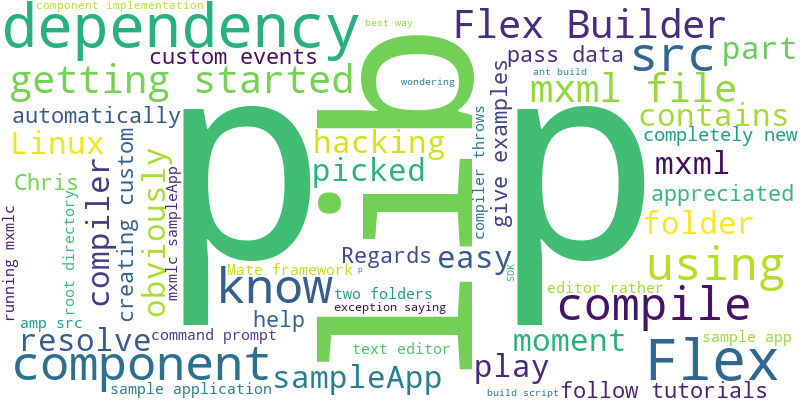 component implementation
dependency
custom events
best way
Flex Builder
src
part
getting started
wondering
pass data
ant build
mxml file
automatically
contains
p
p
li
Linux
hacking
picked
completely new
mxml
compiler throws
give examples
Chris
appreciated
folder
obviously
creating custom
compiler
mxmlc sampleApp
root directory
running mxmlc
Regards
easy
using
Mate framework
P
SDK
know
two folders
exception saying
editor rather
compile
amp src
help
resolve
command prompt
text editor
moment
sample app
component
sampleApp
play
Flex
sample application
build script
follow tutorials